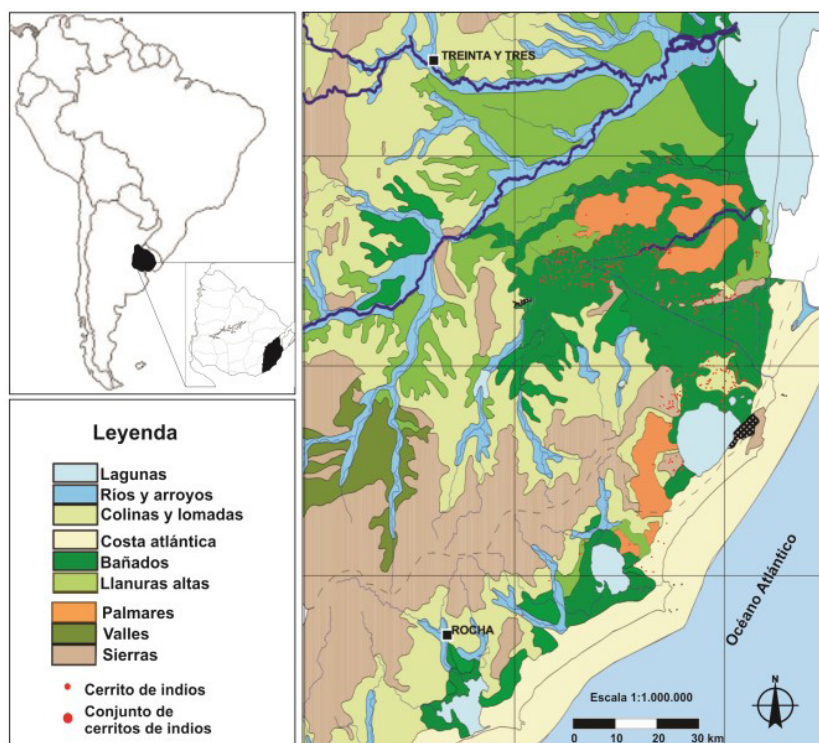 TREINTA Y TRES
ROCHA
Océano Atlántico
N
Escala 1:1.000.000
0 10 20 30 km
Leyenda
Lagunas
Ríos y arroyos
Colinas y lomadas
Costa atlántica
Bañados
Llanuras altas
Palmares
Valles
Sierras
Cerrito de indios
Conjunto de
cerritos de indios